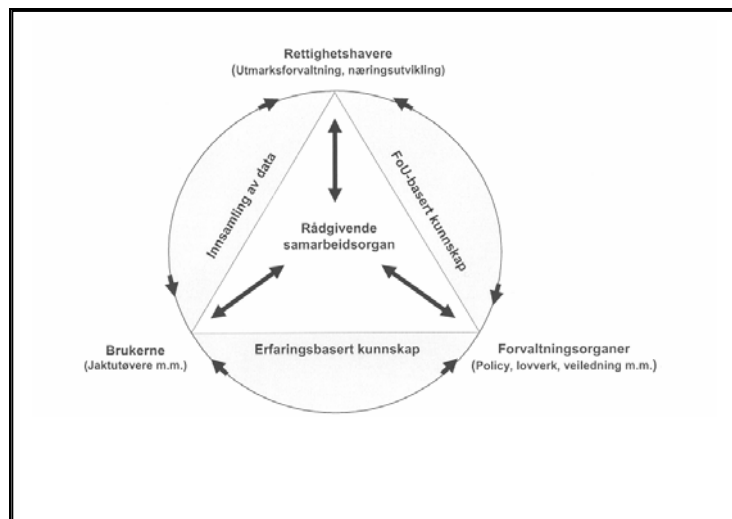 Rettighetshavere
(Utmarksforvaltning, næringsutvikling)
Innsamling av data
FoU-basert kunnskap
Rådgivende
samarbeidsorgan
Brukerne
(Jaktutøvere m.m.)
Erfaringsbasert kunnskap
Forvaltningsorganer
(Policy, lovverk, veiledning m.m.)